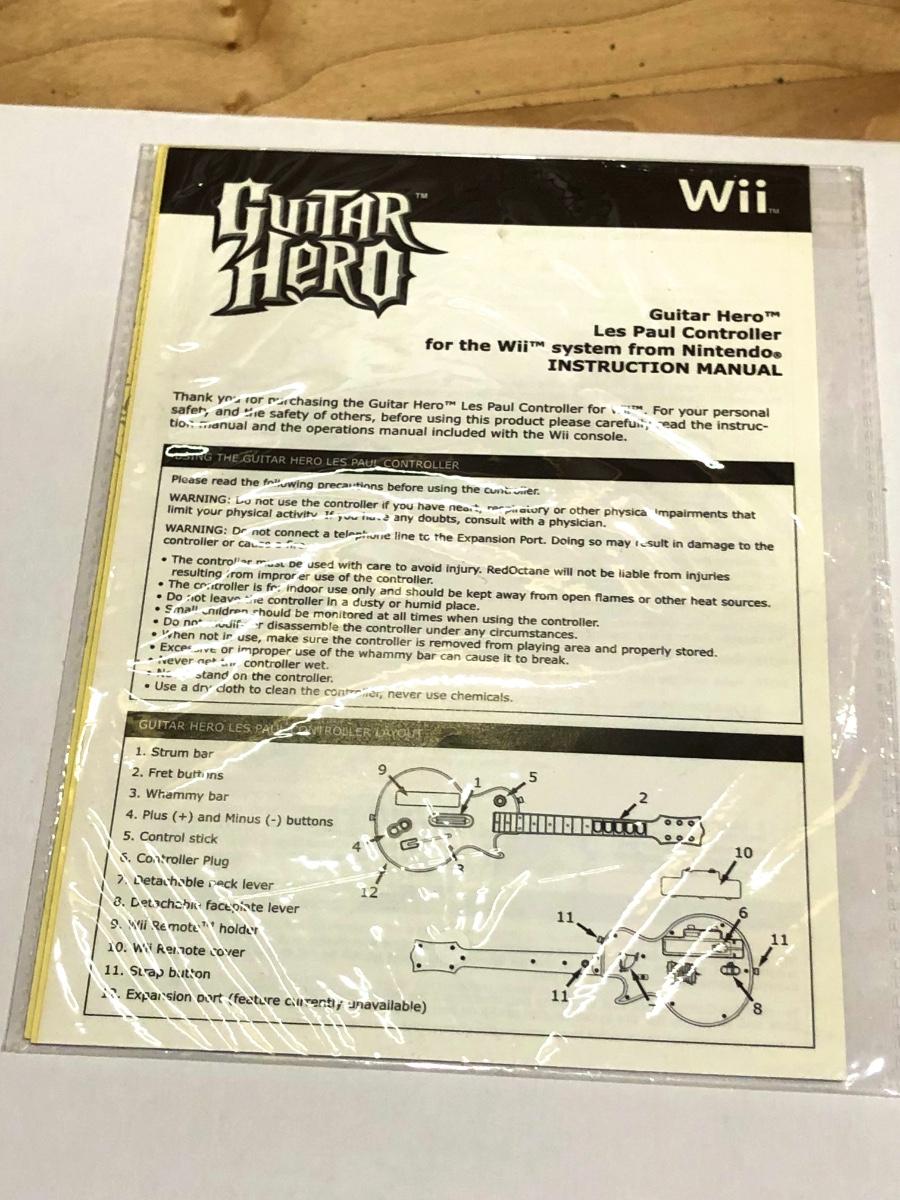 GUITAR HERO™
Wii™
Guitar Hero™
Les Paul Controller
for the Wii™ system from Nintendo®
INSTRUCTION MANUAL
Thank you for purchasing the Guitar Hero™ Les Paul Controller for Wii™. For your personal
safety and the safety of others, before using this product please carefully read the instruc-
tion manual and the operations manual included with the Wii console.
USING THE GUITAR HERO LES PAUL CONTROLLER
Please read the following precautions before using the controller.
WARNING: Do not use the controller if you have heart, respiratory or other physical impairments that
limit your physical activity. If you have any doubts, consult with a physician.
WARNING: Do not connect a telephone line to the Expansion Port. Doing so may result in damage to the
controller or cause a fire.
• The controller must be used with care to avoid injury. RedOctane will not be liable from injuries
resulting from improper use of the controller.
• The controller is for indoor use only and should be kept away from open flames or other heat sources.
• Do not leave the controller in a dusty or humid place.
• Small children should be monitored at all times when using the controller.
• Do not modify or disassemble the controller under any circumstances.
• When not in use, make sure the controller is removed from playing area and properly stored.
• Excessive or improper use of the whammy bar can cause it to break.
• Never get the controller wet.
• Never stand on the controller.
• Use a dry cloth to clean the controller, never use chemicals.
GUITAR HERO LES PAUL CONTROLLER LAYOUT
1. Strum bar
2. Fret buttons
3. Whammy bar
4. Plus (+) and Minus (-) buttons
5. Control stick
6. Controller Plug
7. Detachable neck lever
8. Detachable faceplate lever
9. Wii Remote™ holder
10. Wii Remote cover
11. Strap button
12. Expansion port (feature currently unavailable)
9
1
5
2
4
3
12
10
11
6
11
11
8